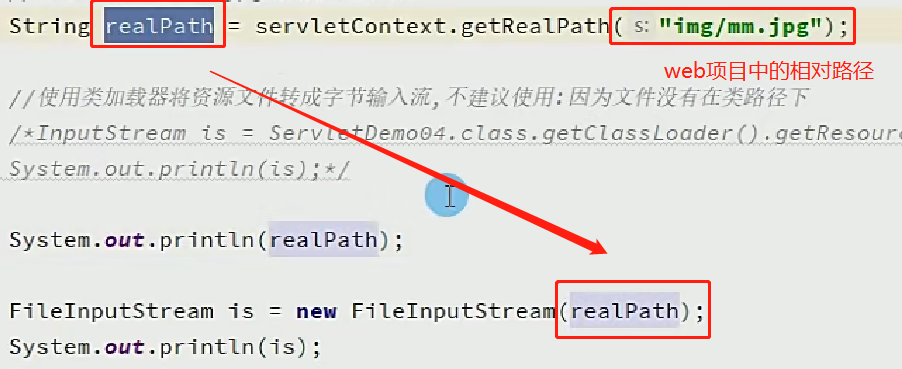 String realPath = servletContext.getRealPath( s: "img/mm.jpg");
web项目中的相对路径
//使用类加载器将资源文件转成字节输入流,不建议使用:因为文件没有在类路径下
/*InputStream is = ServletDemo04.class.getClassLoader().getResour
System.out.println(is);*/
System.out.println(realPath);
FileInputStream is = new FileInputStream(realPath);
System.out.println(is);